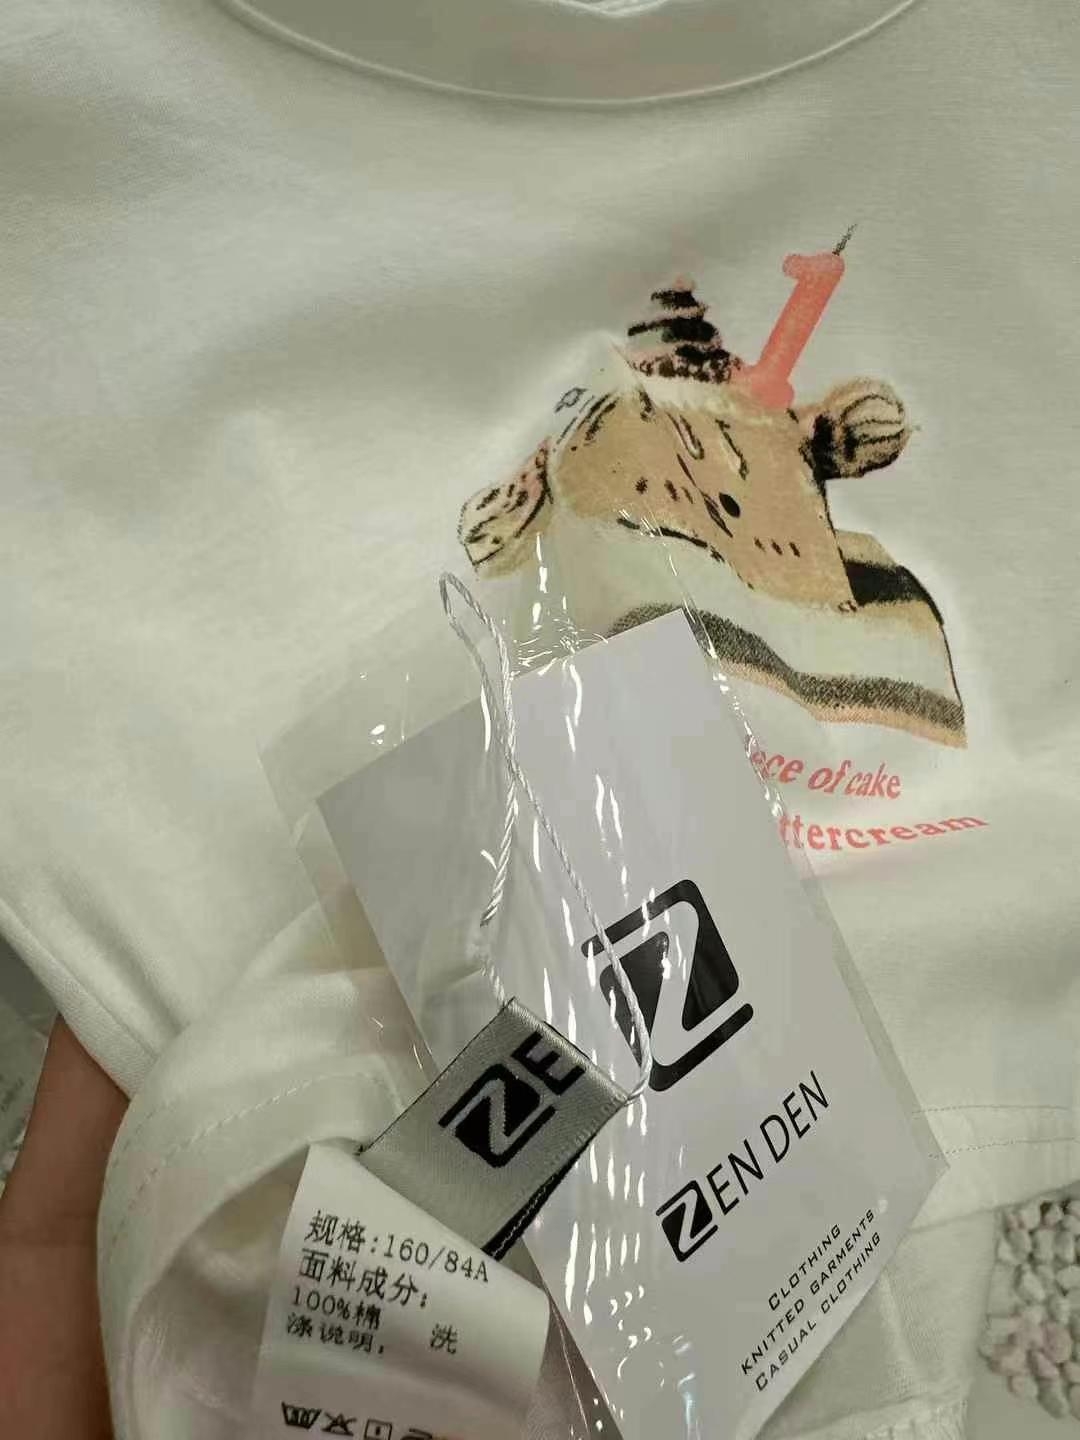 1
ece of cake
ttercream
Z
ZEN DEN
CLOTHING
KNITTED GARMENTS
CASUAL CLOTHING
ZE
规格:160/84A
面料成分:
100%棉
涤说明, 洗